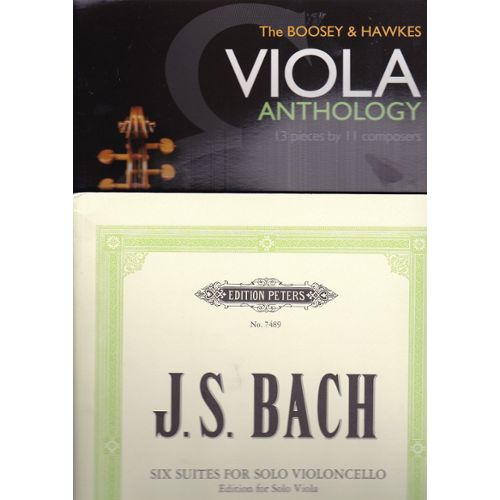 The BOOSEY & HAWKES
VIOLA
ANTHOLOGY
13 pieces by 11 composers
EDITION PETERS
No. 7489
J. S. BACH
SIX SUITES FOR SOLO VIOLONCELLO
Edition for Solo Viola